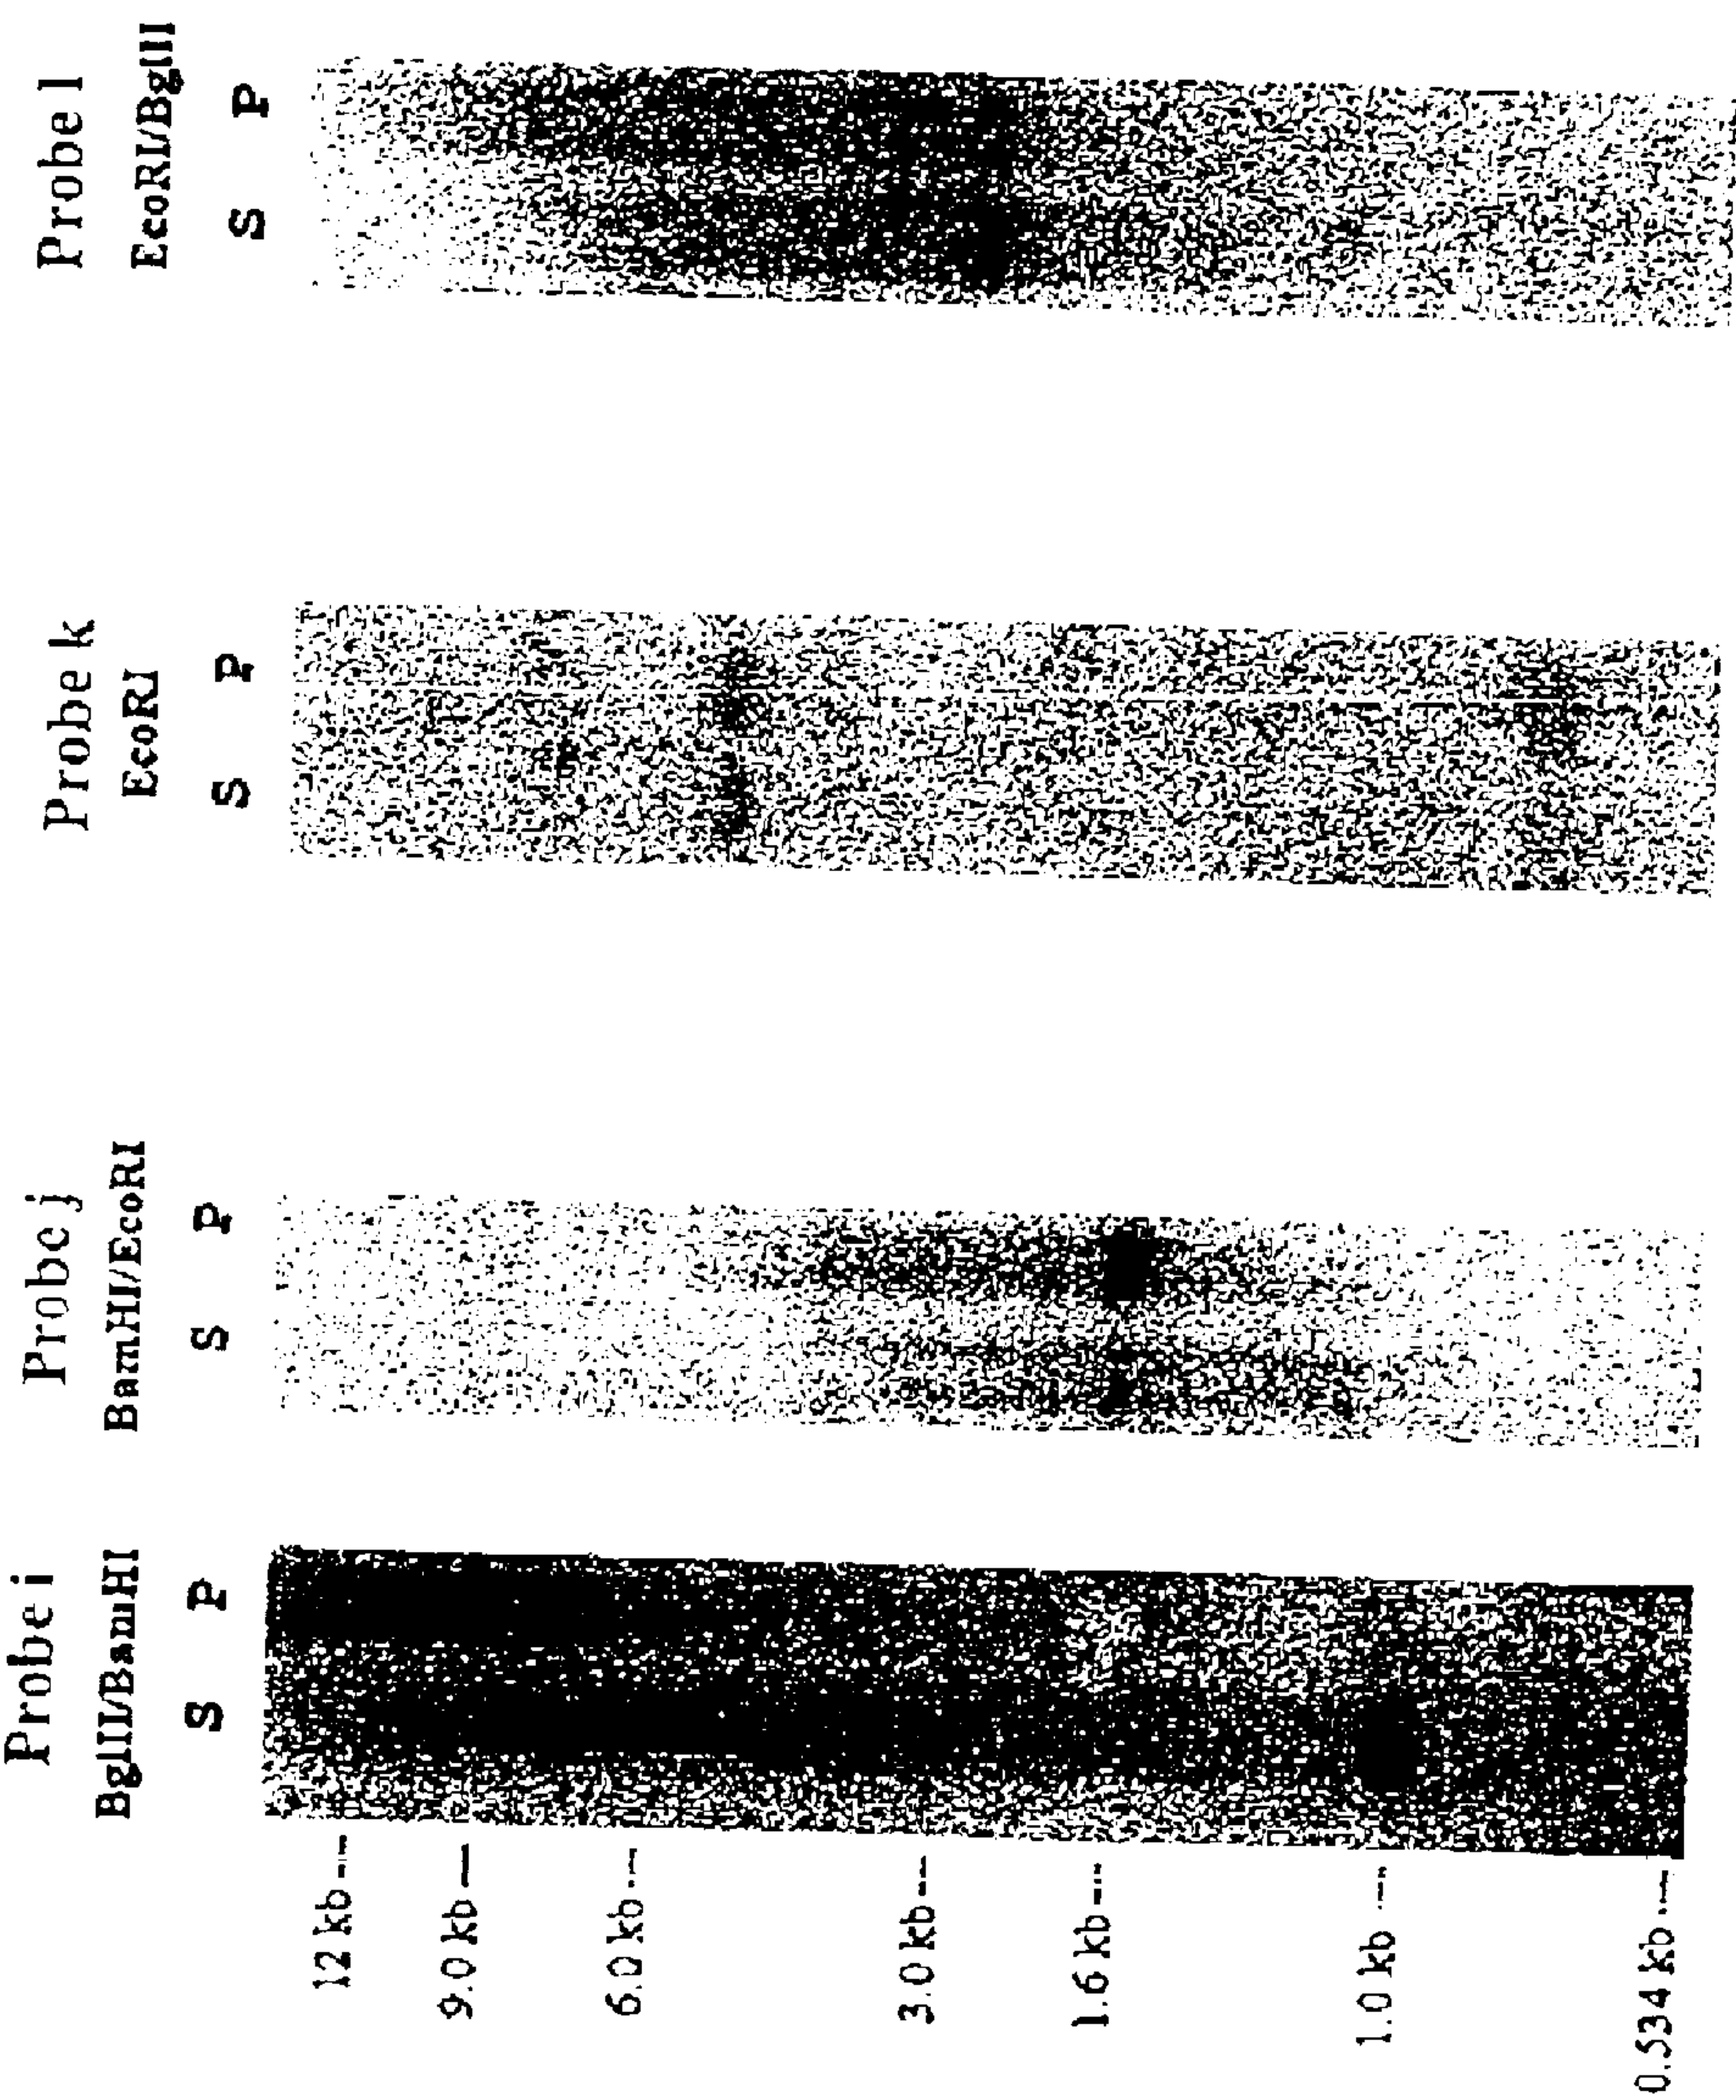 Probe i
BglII/BamHI
S P
Probe j
BamHI/EcoRI
S P
Probe k
EcoRI
S P
Probe l
EcoRI/BglII
S P
12 kb
9.0 kb
6.0 kb
3.0 kb
1.6 kb
1.0 kb
0.534 kb